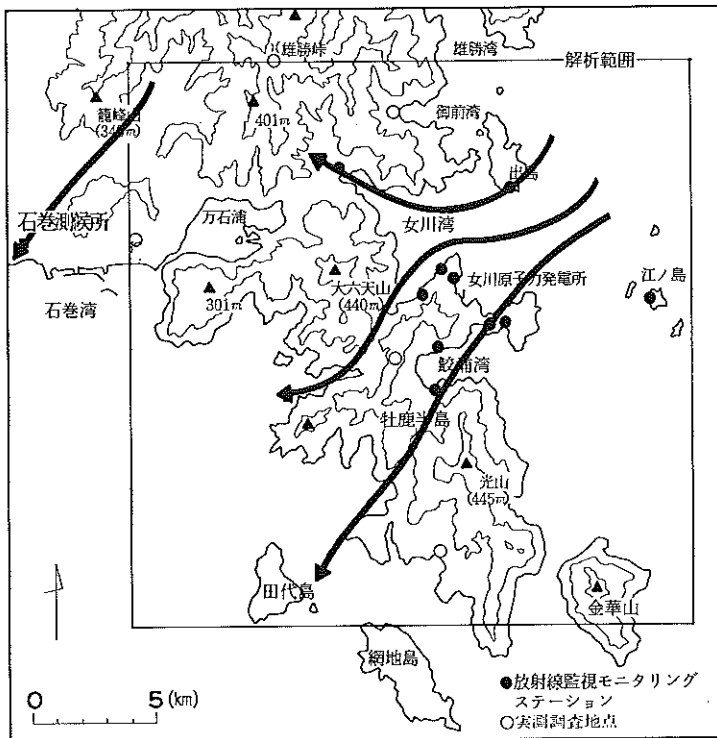 雄勝峠
雄勝湾
解析範囲
籠峰山
401m
御前湾
出島
石巻測候所
万石浦
女川湾
江ノ島
大六天山
(440m)
女川原子力発電所
301m
石巻湾
鮫浦湾
牡鹿半島
光山
(445m)
田代島
金華山
網地島
0 5 (km)
●放射線監視モニタリング
ステーション
○実測調査地点